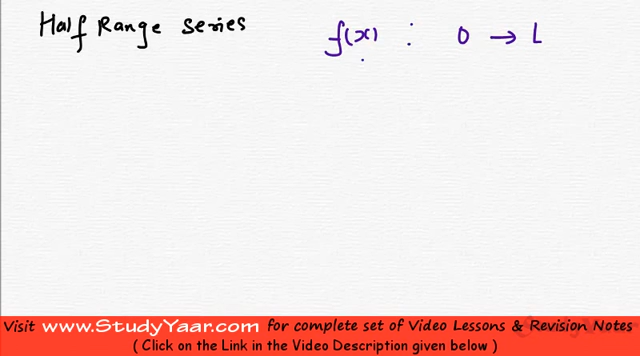 Half Range Series
f(x) : 0 → L
Visit www.StudyYaar.com for complete set of Video Lessons & Revision Notes
( Click on the Link in the Video Description given below )